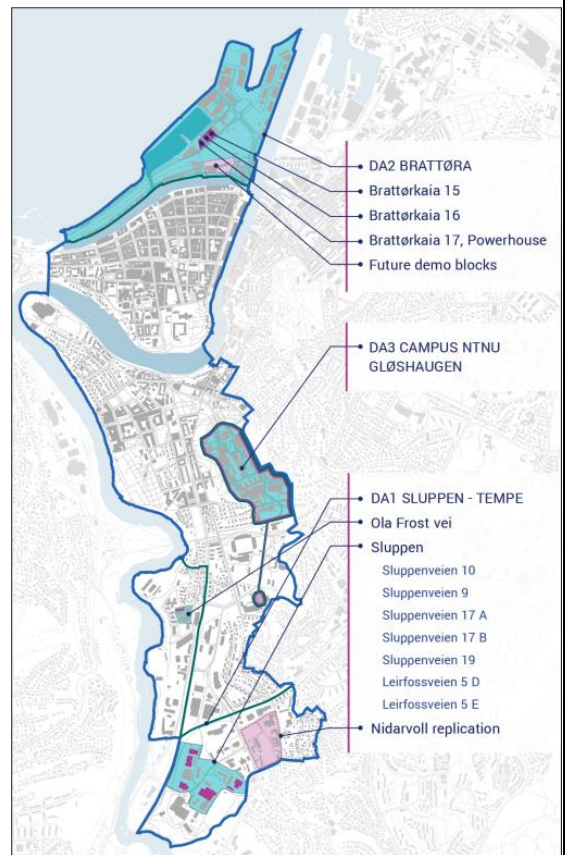 DA2 BRATTØRA
Brattørkaia 15
Brattørkaia 16
Brattørkaia 17, Powerhouse
Future demo blocks
DA3 CAMPUS NTNU
GLØSHAUGEN
DA1 SLUPPEN - TEMPE
Ola Frost vei
Sluppen
Sluppenveien 10
Sluppenveien 9
Sluppenveien 17 A
Sluppenveien 17 B
Sluppenveien 19
Leirfossveien 5 D
Leirfossveien 5 E
Nidarvoll replication